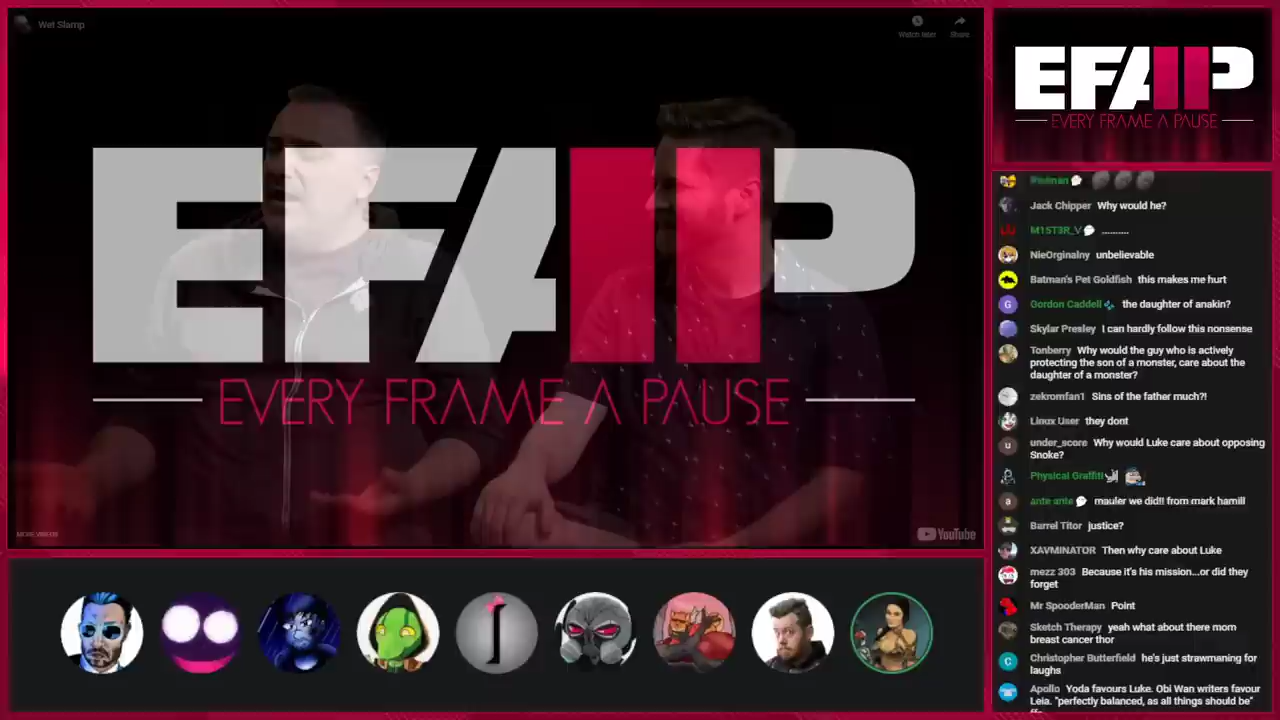 Wet Slamp
Watch later
Share
EFAP
EVERY FRAME A PAUSE
MORE VIDEOS
YouTube
EFAP
EVERY FRAME A PAUSE
Jack Chipper Why would he?
M1ST3R_V ..........
NieOrginalny unbelievable
Batman's Pet Goldfish this makes me hurt
G Gordon Caddell the daughter of anakin?
Skylar Presley I can hardly follow this nonsense
Tonberry Why would the guy who is actively
protecting the son of a monster, care about the
daughter of a monster?
zekromfan1 Sins of the father much?!
Linux User they dont
u under_score Why would Luke care about opposing
Snoke?
Physical Graffiti
a ante ante mauler we did!! from mark hamill
Barrel Titor justice?
XAVMINATOR Then why care about Luke
mezz 303 Because it's his mission...or did they
forget
Mr SpooderMan Point
Sketch Therapy yeah what about there mom
breast cancer thor
C Christopher Butterfield he's just strawmaning for
laughs
Apollo Yoda favours Luke. Obi Wan writers favour
Leia. "perfectly balanced, as all things should be"